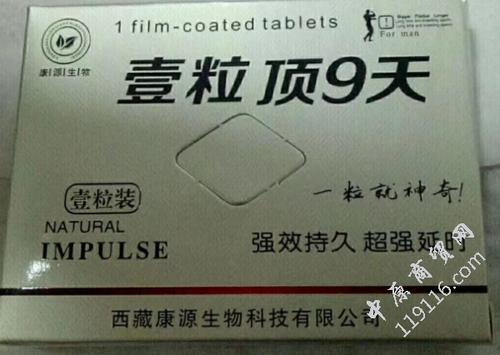 1 film-coated tablets
For man
康源生物
壹粒 顶9天
壹粒装
一粒就神奇!
NATURAL
IMPULSE
强效持久 超强延时
西藏康源生物科技有限公司
中原商贸网
119116.com